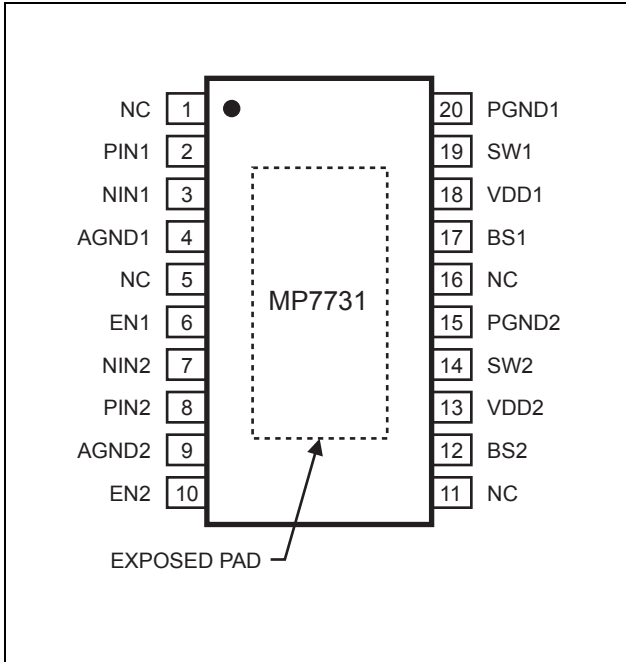 NC 1 20 PGND1
PIN1 2 19 SW1
NIN1 3 18 VDD1
AGND1 4 17 BS1
NC 5 16 NC
MP7731
EN1 6 15 PGND2
NIN2 7 14 SW2
PIN2 8 13 VDD2
AGND2 9 12 BS2
EN2 10 11 NC
EXPOSED PAD